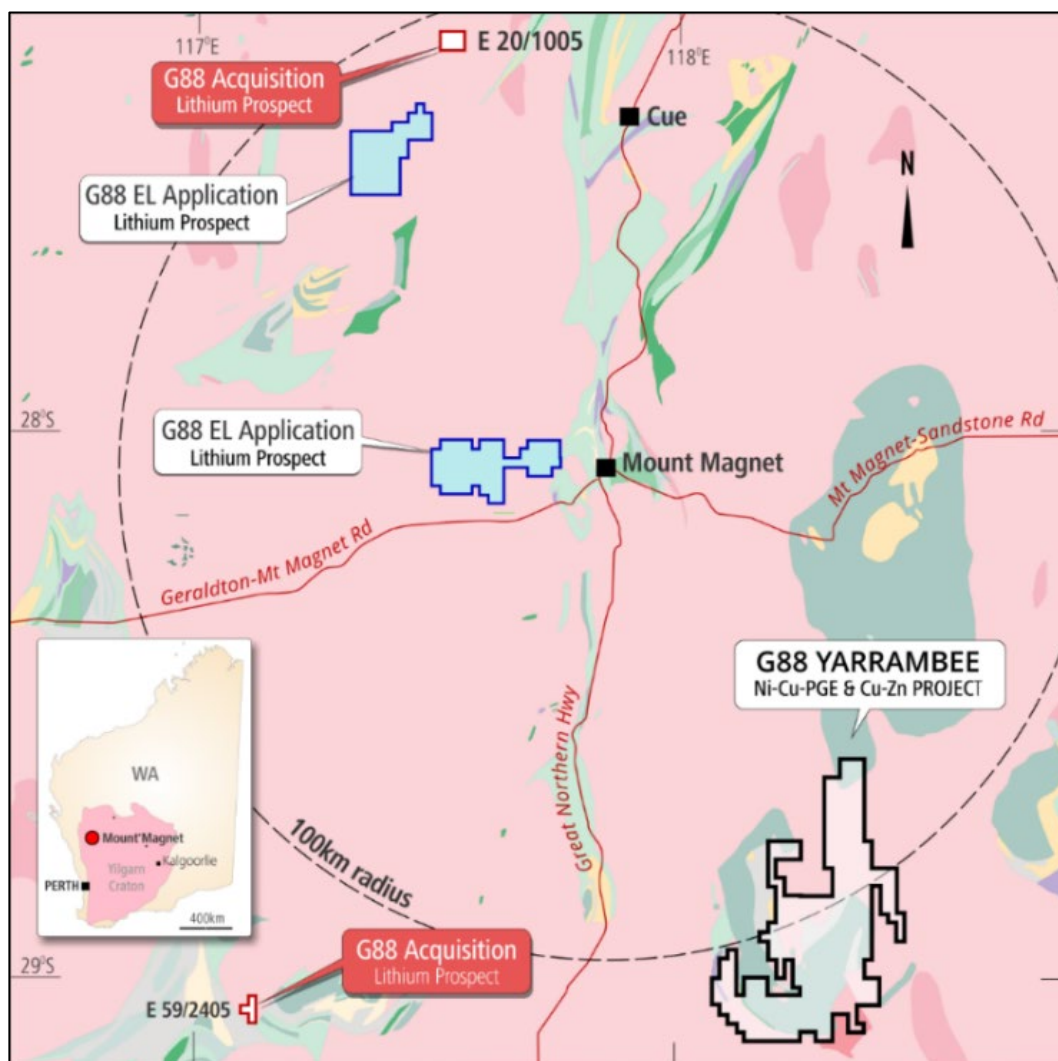 117°E
E 20/1005
118°E
G88 Acquisition
Lithium Prospect
Cue
G88 EL Application
Lithium Prospect
N
28°S
G88 EL Application
Lithium Prospect
Mount Magnet
Mt Magnet-Sandstone Rd
Geraldton-Mt Magnet Rd
G88 YARRAMBEE
Ni-Cu-PGE & Cu-Zn PROJECT
Great Northern Hwy
WA
Mount Magnet
Kalgoorlie
Yilgarn
Craton
PERTH
400km
100km radius
G88 Acquisition
Lithium Prospect
29°S
E 59/2405